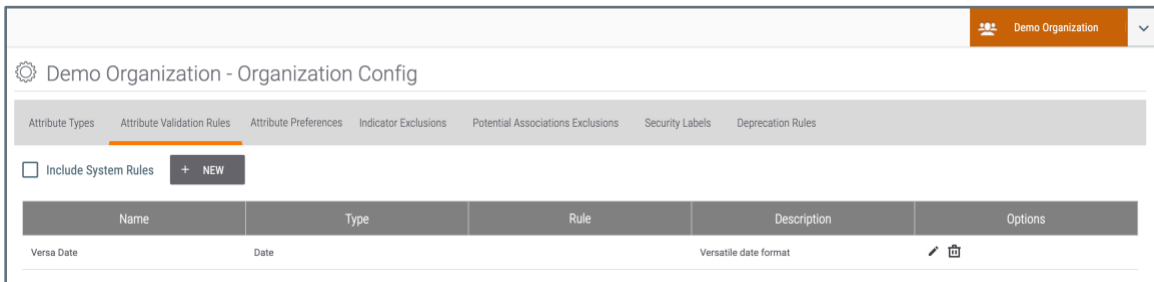 Demo Organization
Demo Organization - Organization Config
Attribute Types Attribute Validation Rules Attribute Preferences Indicator Exclusions Potential Associations Exclusions Security Labels Deprecation Rules
Include System Rules + NEW
Name Type Rule Description Options
Versa Date Date Versatile date format